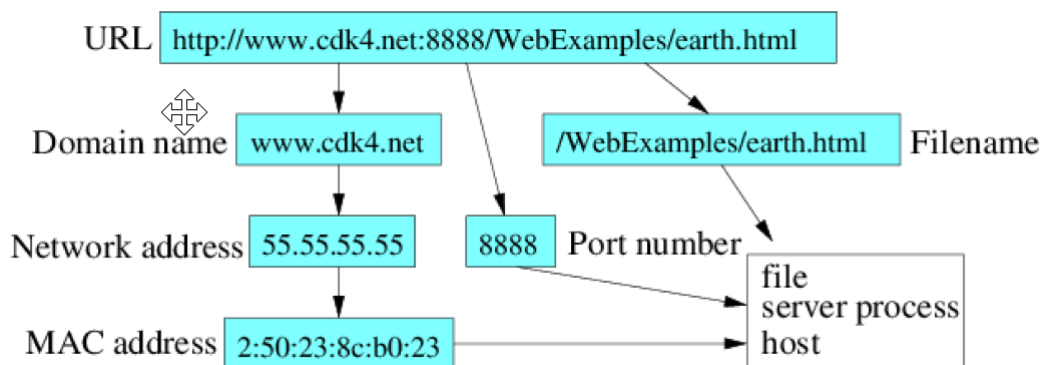 URL http://www.cdk4.net:8888/WebExamples/earth.html
Domain name www.cdk4.net /WebExamples/earth.html Filename
Network address 55.55.55.55 8888 Port number
file
server process
MAC address 2:50:23:8c:b0:23 host